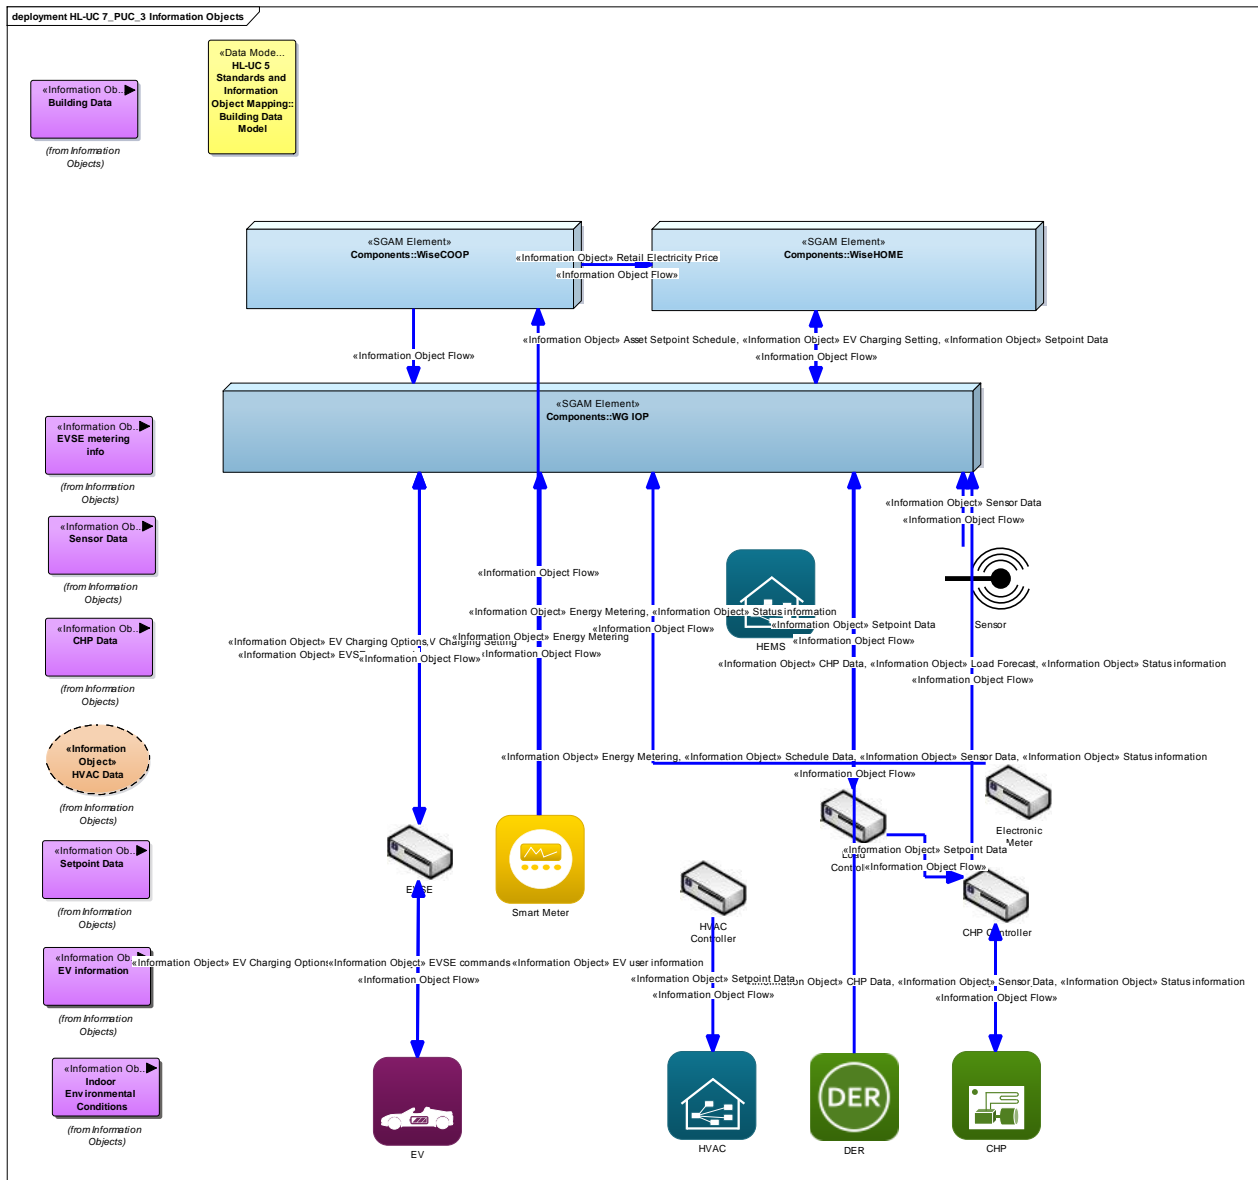 deployment HL-UC 7_PUC_3 Information Objects
«Data Mode...
HL-UC 5
Standards and
Information
Object Mapping::
Building Data
Model
«Information Ob...
Building Data
(from Information
Objects)
«SGAM Element»
Components::WiseCOOP
«SGAM Element»
Components::WiseHOME
«Information Object» Retail Electricity Price
«Information Object Flow»
«Information Object» Asset Setpoint Schedule, «Information Object» EV Charging Setting, «Information Object» Setpoint Data
«Information Object Flow»
«Information Object Flow»
«SGAM Element»
Components::WG IOP
«Information Ob...
EVSE metering
info
(from Information
Objects)
«Information Object» Sensor Data
«Information Object Flow»
«Information Ob...
Sensor Data
(from Information
Objects)
«Information Object Flow»
Sensor
«Information Object» Energy Metering, «Information Object» Status information
«Information Object Flow»
«Information Object» Setpoint Data
«Information Object Flow»
HEMS
«Information Ob...
CHP Data
(from Information
Objects)
«Information Object» EV Charging Options,
V Charging Setting
«Information Object» EVS
«Information Object Flow»
«Information Object» Energy Metering
«Information Object Flow»
«Information Object» CHP Data, «Information Object» Load Forecast, «Information Object» Status information
«Information Object Flow»
«Information
Object»
HVAC Data
(from Information
Objects)
«Information Object» Energy Metering, «Information Object» Schedule Data, «Information Object» Sensor Data, «Information Object» Status information
«Information Object Flow»
Electronic
Meter
«Information Ob...
Setpoint Data
(from Information
Objects)
«Information Object» Setpoint Data
«Information Object Flow»
EVSE
Smart Meter
HVAC
Controller
CHP Controller
«Information Ob...
EV information
(from Information
Objects)
«Information Object» EV Charging Options
«Information Object» EVSE commands
«Information Object» EV user information
«Information Object Flow»
«Information Object» Setpoint Data
«Information Object Flow»
Object» CHP Data, «Information Object» Sensor Data, «Information Object» Status information
«Information Object Flow»
«Information Ob...
Indoor
Environmental
Conditions
(from Information
Objects)
DER
EV
HVAC
DER
CHP